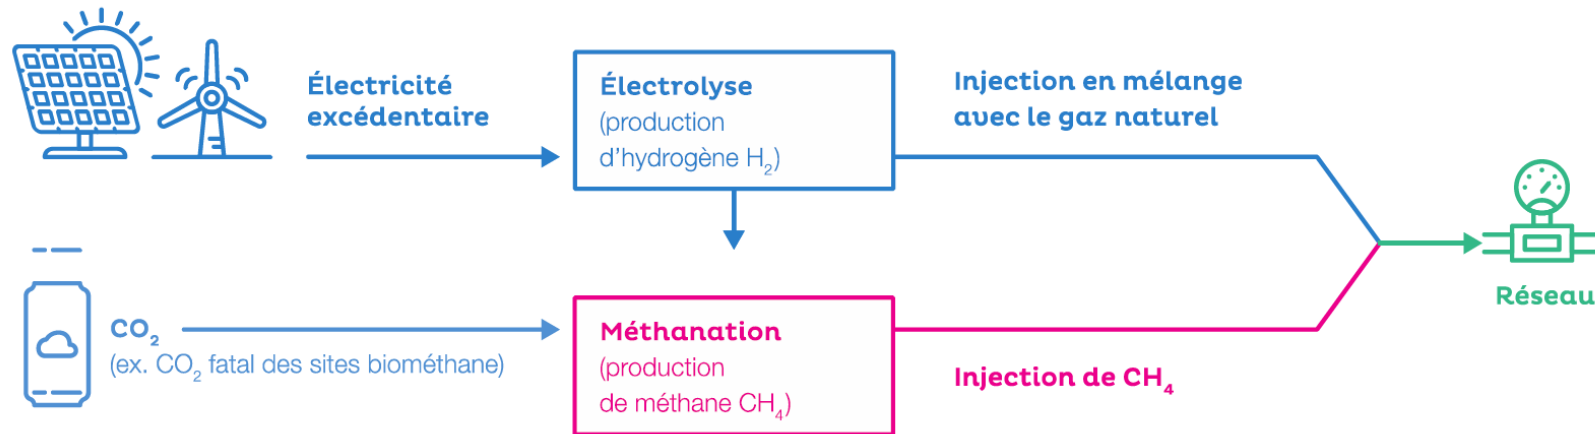 Électricité
excédentaire
Électrolyse
(production
d'hydrogène H₂)
Injection en mélange
avec le gaz naturel
CO₂
(ex. CO₂ fatal des sites biométhane)
Méthanation
(production
de méthane CH₄)
Injection de CH₄
Réseau